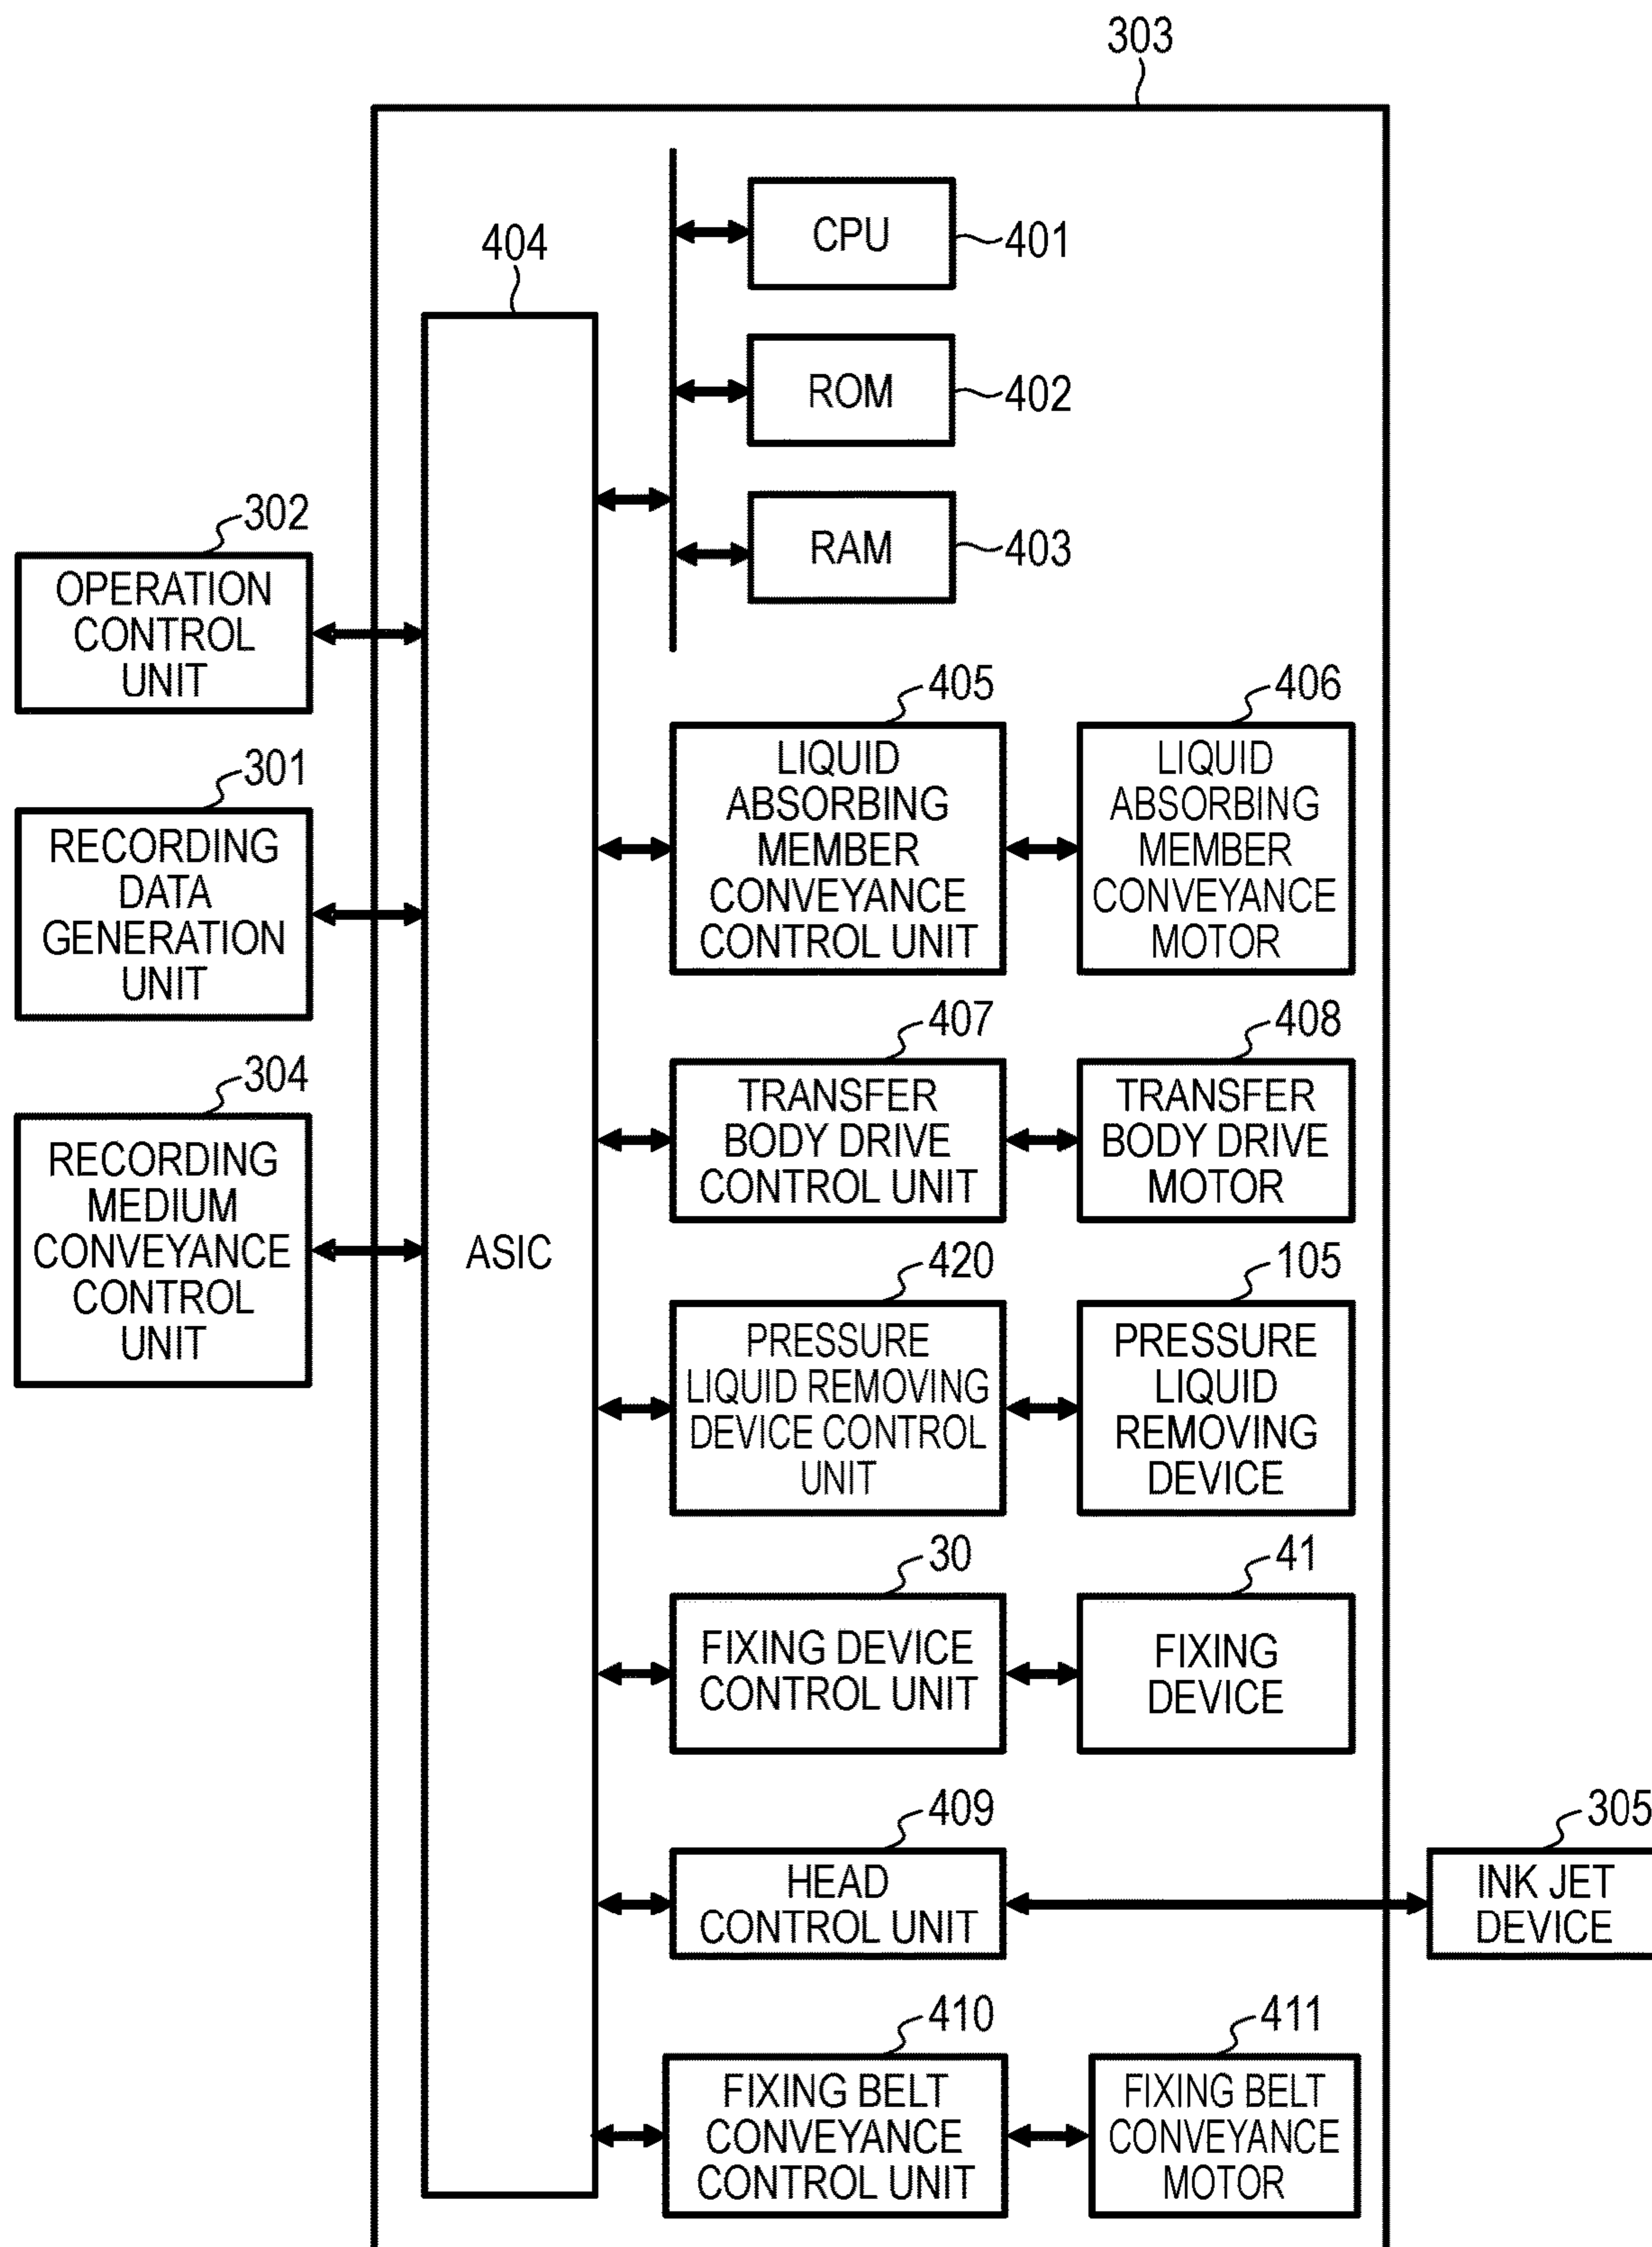 303
404
CPU
401
ROM
402
RAM
403
302
OPERATION
CONTROL
UNIT
301
RECORDING
DATA
GENERATION
UNIT
304
RECORDING
MEDIUM
CONVEYANCE
CONTROL
UNIT
ASIC
405
LIQUID
ABSORBING
MEMBER
CONVEYANCE
CONTROL UNIT
406
LIQUID
ABSORBING
MEMBER
CONVEYANCE
MOTOR
407
TRANSFER
BODY DRIVE
CONTROL UNIT
408
TRANSFER
BODY DRIVE
MOTOR
420
PRESSURE
LIQUID REMOVING
DEVICE CONTROL
UNIT
105
PRESSURE
LIQUID
REMOVING
DEVICE
30
FIXING DEVICE
CONTROL UNIT
41
FIXING
DEVICE
409
HEAD
CONTROL UNIT
305
INK JET
DEVICE
410
FIXING BELT
CONVEYANCE
CONTROL UNIT
411
FIXING BELT
CONVEYANCE
MOTOR